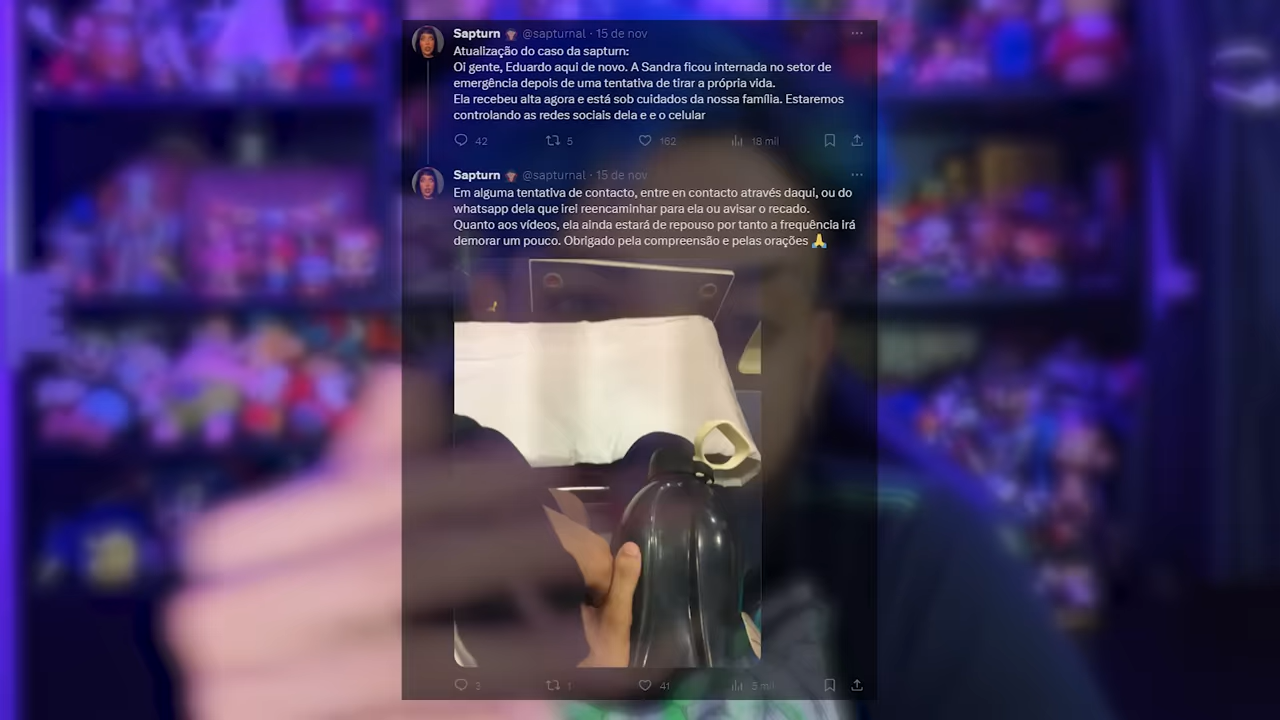 Sapturn @sapturnal · 15 de nov
Atualização do caso da sapturn:
Oi gente, Eduardo aqui de novo. A Sandra ficou internada no setor de
emergência depois de uma tentativa de tirar a própria vida.
Ela recebeu alta agora e está sob cuidados da nossa família. Estaremos
controlando as redes sociais dela e e o celular
42 5 162 18 mil
Sapturn @sapturnal · 15 de nov
Em alguma tentativa de contacto, entre en contacto através daqui, ou do
whatsapp dela que irei reencaminhar para ela ou avisar o recado.
Quanto aos vídeos, ela ainda estará de repouso por tanto a frequência irá
demorar um pouco. Obrigado pela compreensão e pelas orações 🙏
3 1 41 5 mil